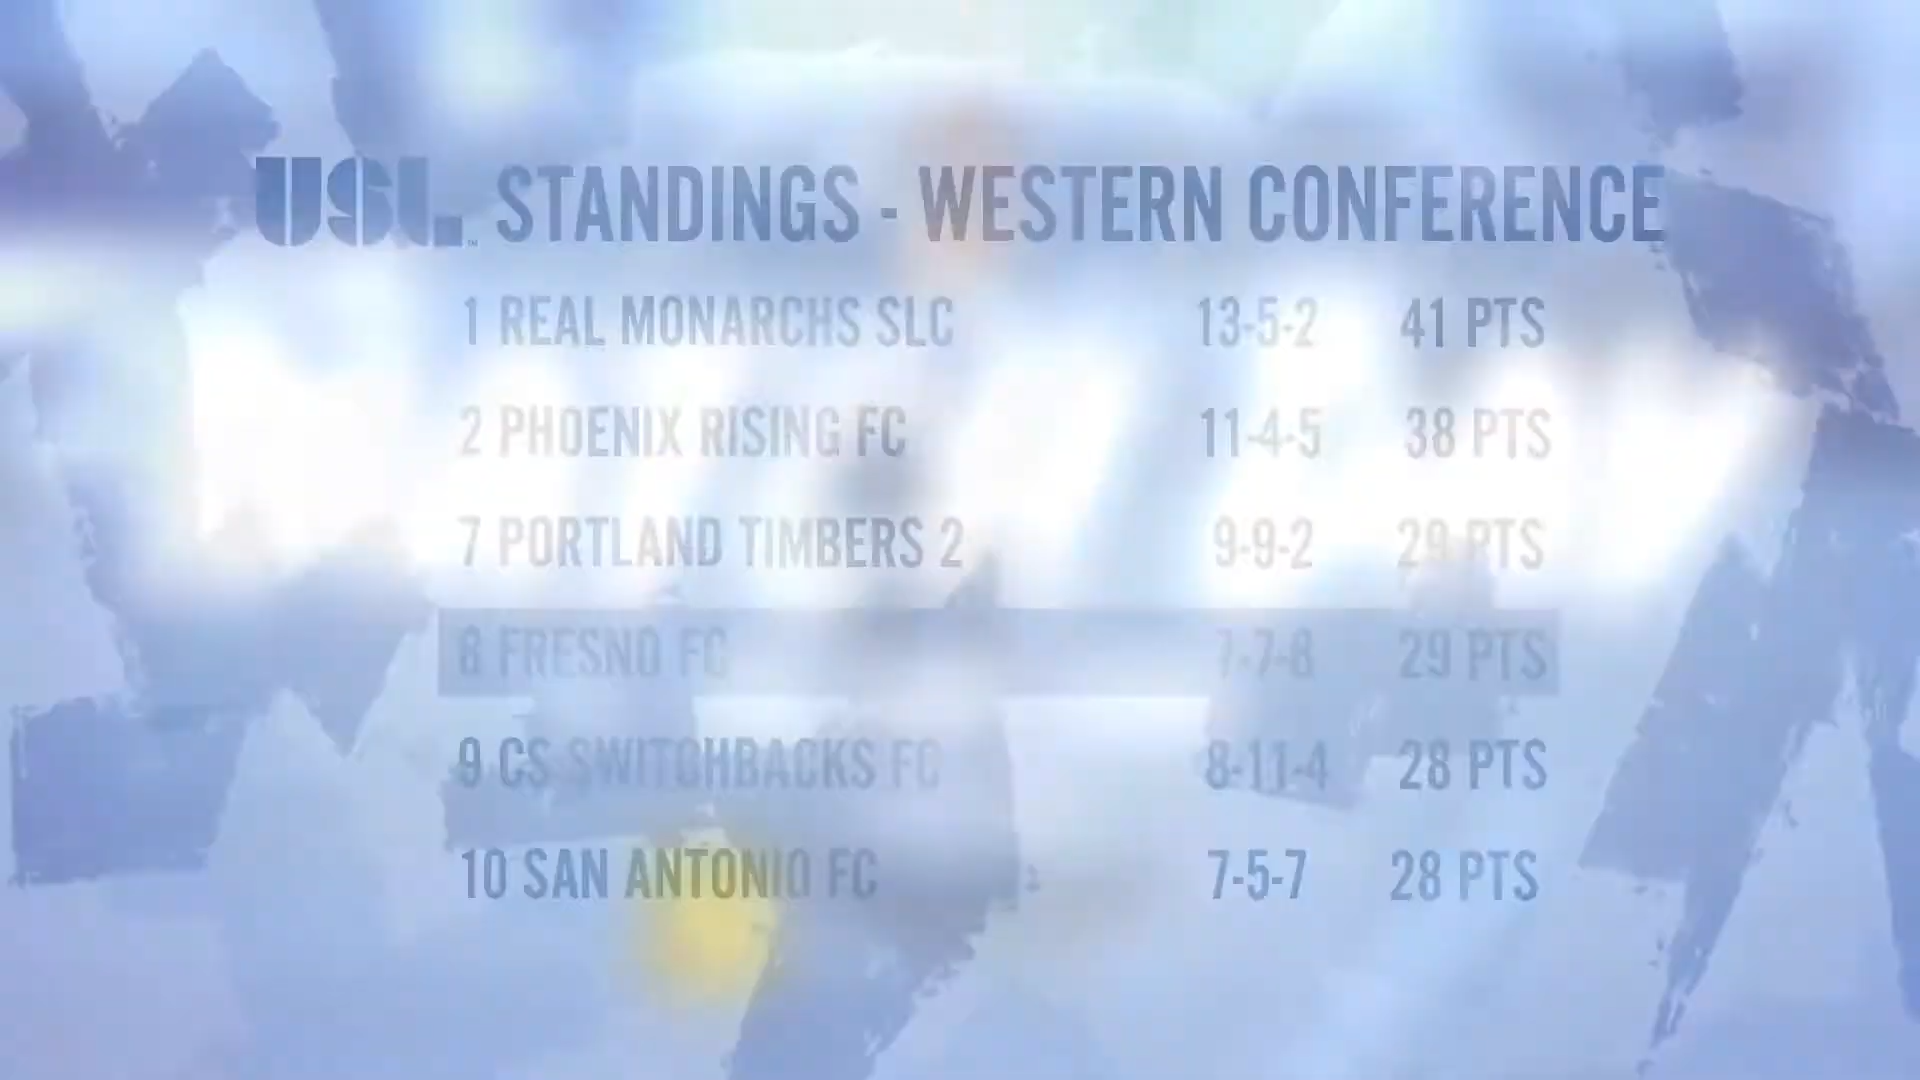 USL™ STANDINGS - WESTERN CONFERENCE
1 REAL MONARCHS SLC 13-5-2 41 PTS
2 PHOENIX RISING FC 11-4-5 38 PTS
7 PORTLAND TIMBERS 2 9-9-2 29 PTS
8 FRESNO FC 7-7-8 29 PTS
9 CS SWITCHBACKS FC 8-11-4 28 PTS
10 SAN ANTONIO FC 7-5-7 28 PTS